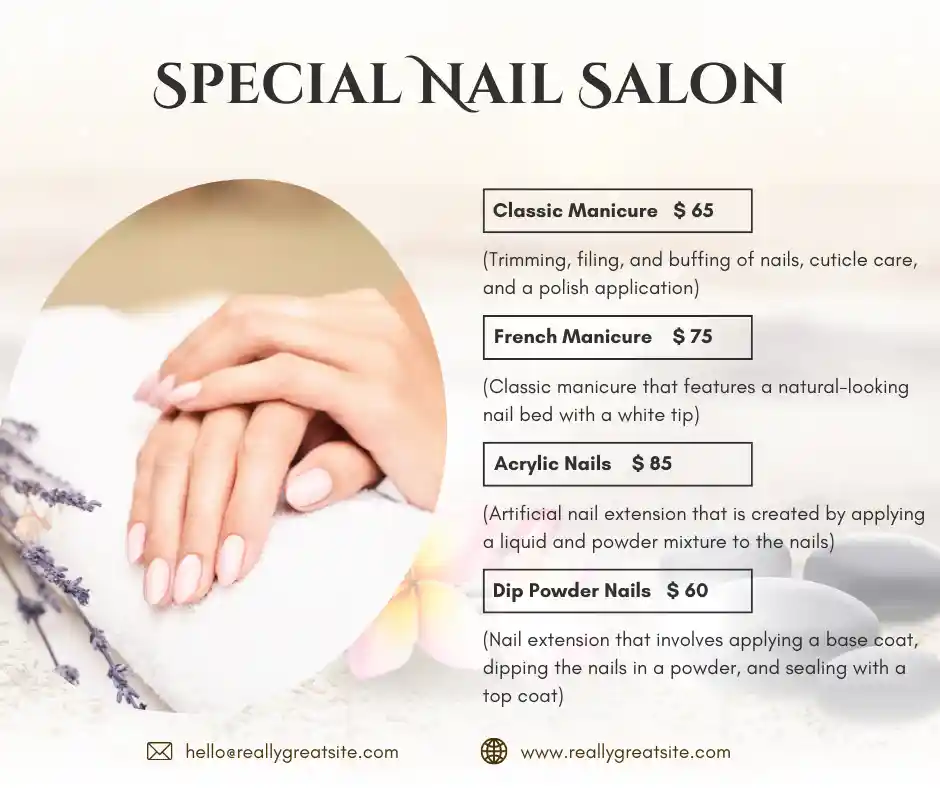 Special Nail Salon
Classic Manicure $ 65
(Trimming, filing, and buffing of nails, cuticle care,
and a polish application)
French Manicure $ 75
(Classic manicure that features a natural-looking
nail bed with a white tip)
Acrylic Nails $ 85
(Artificial nail extension that is created by applying
a liquid and powder mixture to the nails)
Dip Powder Nails $ 60
(Nail extension that involves applying a base coat,
dipping the nails in a powder, and sealing with a
top coat)
hello@reallygreatsite.com
www.reallygreatsite.com